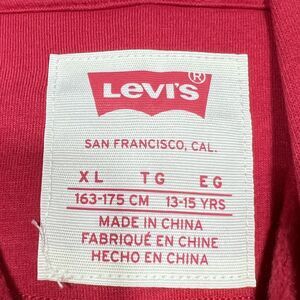 LEVI'S ®
SAN FRANCISCO, CAL.
XL TG EG
163-175 CM 13-15 YRS
MADE IN CHINA
FABRIQUÉ EN CHINE
HECHO EN CHINA